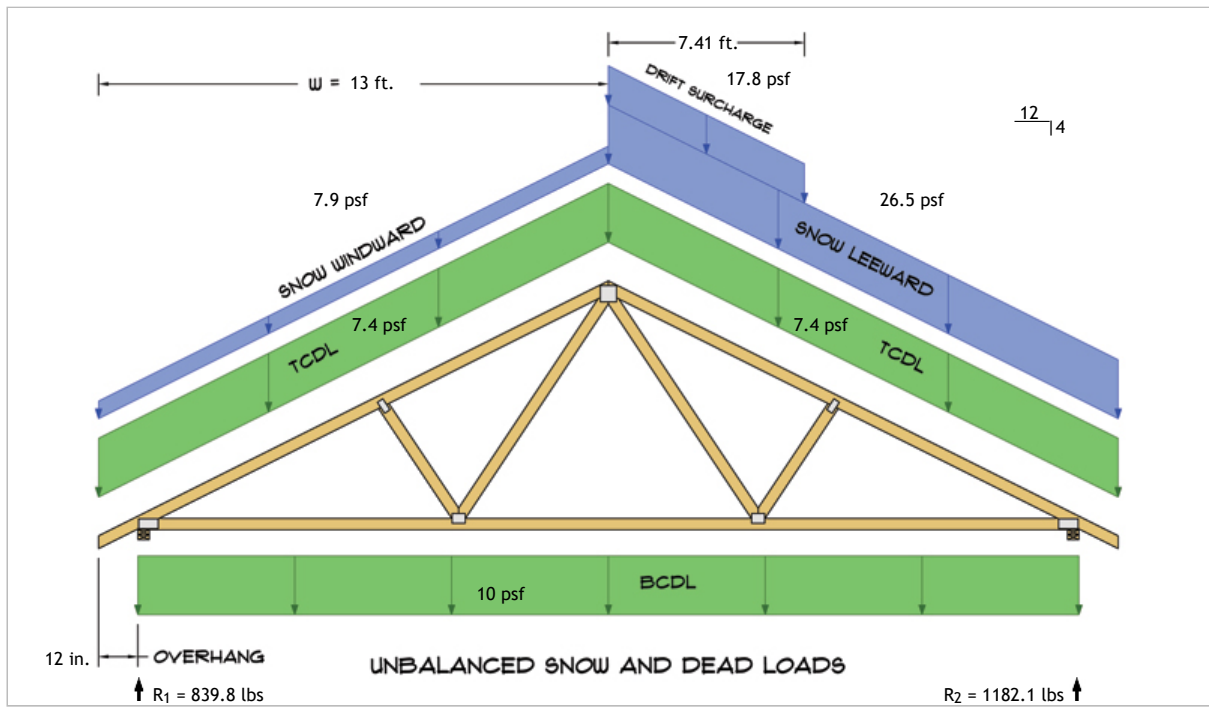 7.41 ft.
W = 13 ft.
DRIFT SURCHARGE
17.8 psf
12
4
7.9 psf
26.5 psf
SNOW WINDWARD
SNOW LEEWARD
7.4 psf
7.4 psf
TCDL
TCDL
10 psf
BCDL
12 in.
OVERHANG
UNBALANCED SNOW AND DEAD LOADS
R1 = 839.8 lbs
R2 = 1182.1 lbs